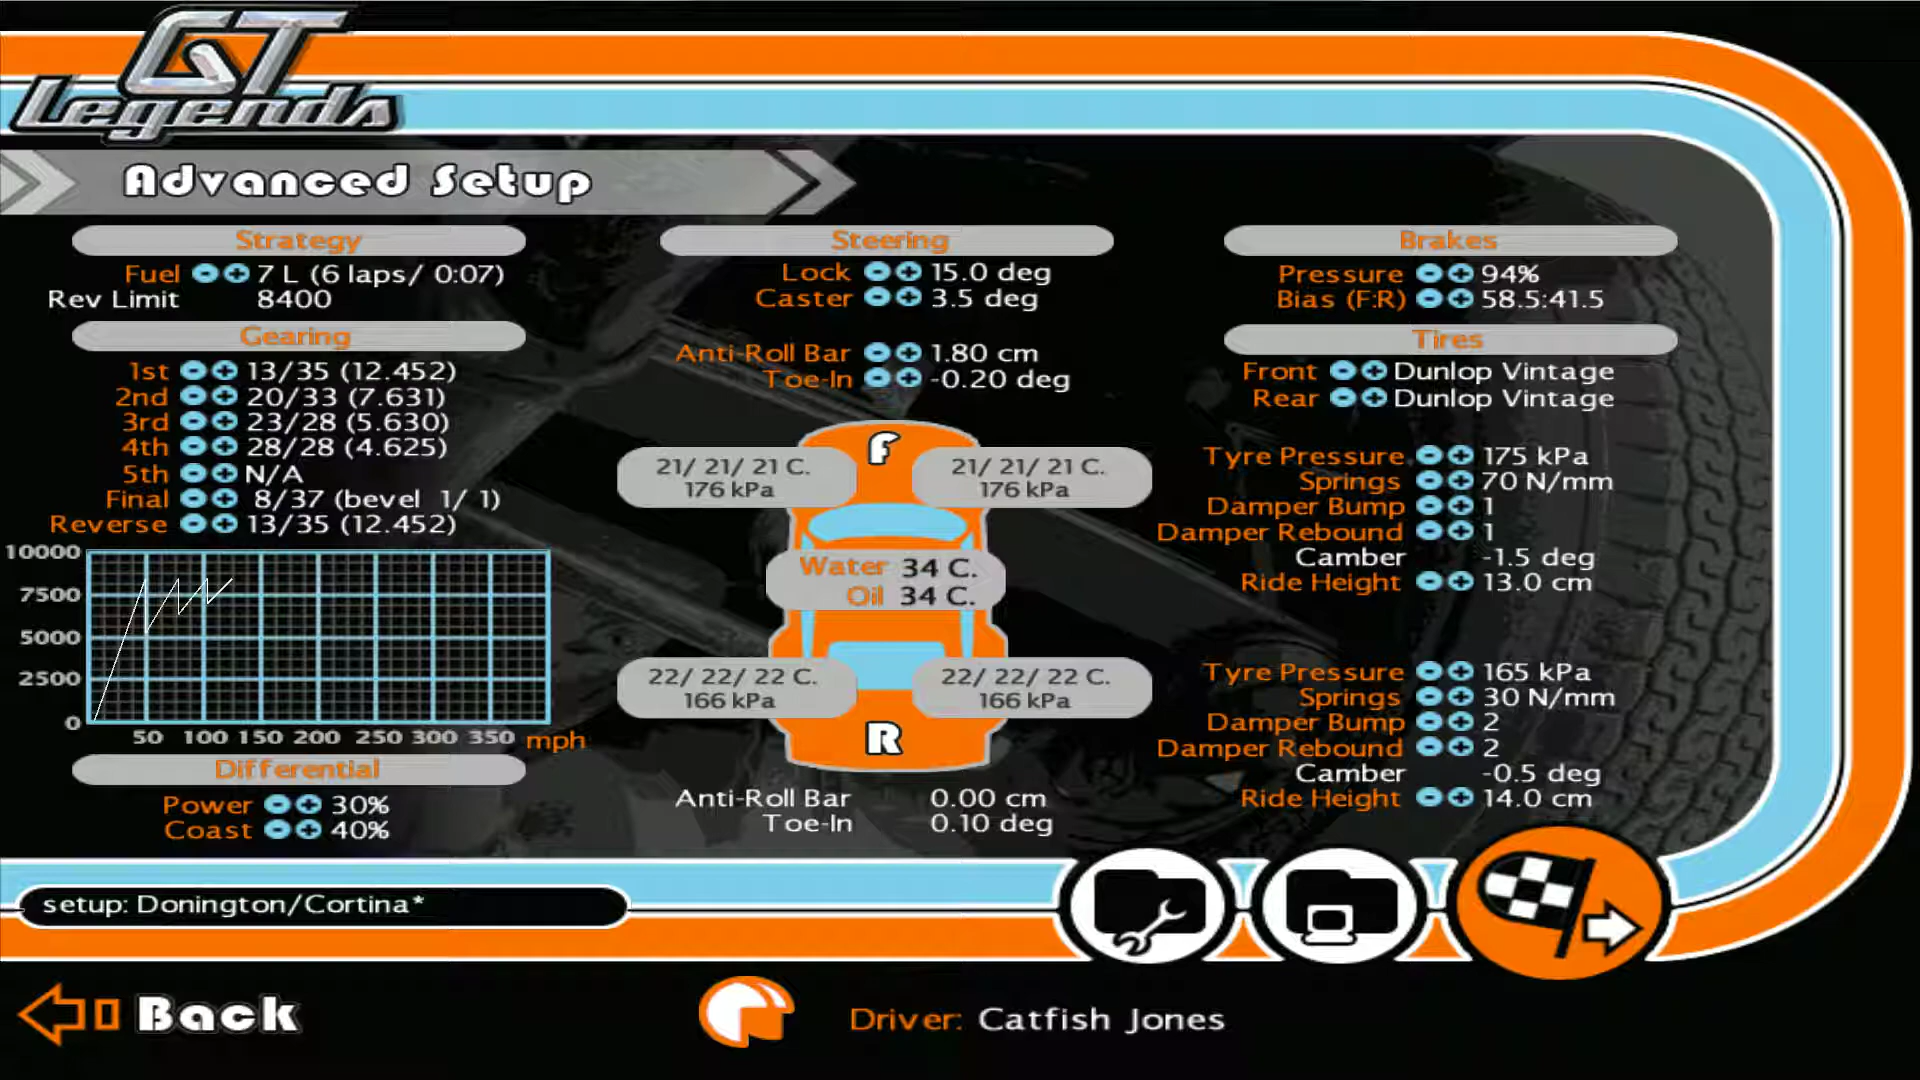 GT
Legends
Advanced Setup
Strategy
Fuel 7 L (6 laps/ 0:07)
Rev Limit 8400
Gearing
1st 13/35 (12.452)
2nd 20/33 (7.631)
3rd 23/28 (5.630)
4th 28/28 (4.625)
5th N/A
Final 8/37 (bevel 1/ 1)
Reverse 13/35 (12.452)
10000
7500
5000
2500
0
50 100 150 200 250 300 350 mph
Differential
Power 30%
Coast 40%
Steering
Lock 15.0 deg
Caster 3.5 deg
Anti-Roll Bar 1.80 cm
Toe-In -0.20 deg
F
21/ 21/ 21 C. 21/ 21/ 21 C.
176 kPa 176 kPa
Water 34 C.
Oil 34 C.
22/ 22/ 22 C. 22/ 22/ 22 C.
166 kPa 166 kPa
R
Anti-Roll Bar 0.00 cm
Toe-In 0.10 deg
Brakes
Pressure 94%
Bias (F:R) 58.5:41.5
Tires
Front Dunlop Vintage
Rear Dunlop Vintage
Tyre Pressure 175 kPa
Springs 70 N/mm
Damper Bump 1
Damper Rebound 1
Camber -1.5 deg
Ride Height 13.0 cm
Tyre Pressure 165 kPa
Springs 30 N/mm
Damper Bump 2
Damper Rebound 2
Camber -0.5 deg
Ride Height 14.0 cm
setup: Donington/Cortina*
Back
Driver: Catfish Jones